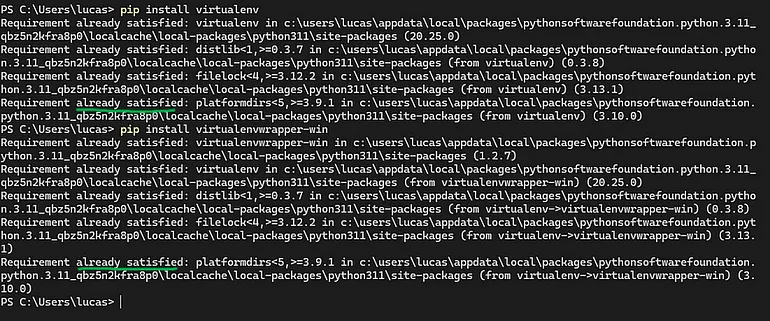 PS C:\Users\lucas> pip install virtualenv
Requirement already satisfied: virtualenv in c:\users\lucas\appdata\local\packages\pythonsoftwarefoundation.python.3.11_
qbz5n2kfra8p0\localcache\local-packages\python311\site-packages (20.25.0)
Requirement already satisfied: distlib<1,>=0.3.7 in c:\users\lucas\appdata\local\packages\pythonsoftwarefoundation.pytho
n.3.11_qbz5n2kfra8p0\localcache\local-packages\python311\site-packages (from virtualenv) (0.3.8)
Requirement already satisfied: filelock<4,>=3.12.2 in c:\users\lucas\appdata\local\packages\pythonsoftwarefoundation.pyt
hon.3.11_qbz5n2kfra8p0\localcache\local-packages\python311\site-packages (from virtualenv) (3.13.1)
Requirement already satisfied: platformdirs<5,>=3.9.1 in c:\users\lucas\appdata\local\packages\pythonsoftwarefoundation.
python.3.11_qbz5n2kfra8p0\localcache\local-packages\python311\site-packages (from virtualenv) (3.10.0)
PS C:\Users\lucas> pip install virtualenvwrapper-win
Requirement already satisfied: virtualenvwrapper-win in c:\users\lucas\appdata\local\packages\pythonsoftwarefoundation.p
ython.3.11_qbz5n2kfra8p0\localcache\local-packages\python311\site-packages (1.2.7)
Requirement already satisfied: virtualenv in c:\users\lucas\appdata\local\packages\pythonsoftwarefoundation.python.3.11_
qbz5n2kfra8p0\localcache\local-packages\python311\site-packages (from virtualenvwrapper-win) (20.25.0)
Requirement already satisfied: distlib<1,>=0.3.7 in c:\users\lucas\appdata\local\packages\pythonsoftwarefoundation.pytho
n.3.11_qbz5n2kfra8p0\localcache\local-packages\python311\site-packages (from virtualenv->virtualenvwrapper-win) (0.3.8)
Requirement already satisfied: filelock<4,>=3.12.2 in c:\users\lucas\appdata\local\packages\pythonsoftwarefoundation.pyt
hon.3.11_qbz5n2kfra8p0\localcache\local-packages\python311\site-packages (from virtualenv->virtualenvwrapper-win) (3.13.
1)
Requirement already satisfied: platformdirs<5,>=3.9.1 in c:\users\lucas\appdata\local\packages\pythonsoftwarefoundation.
python.3.11_qbz5n2kfra8p0\localcache\local-packages\python311\site-packages (from virtualenv->virtualenvwrapper-win) (3.
10.0)
PS C:\Users\lucas>